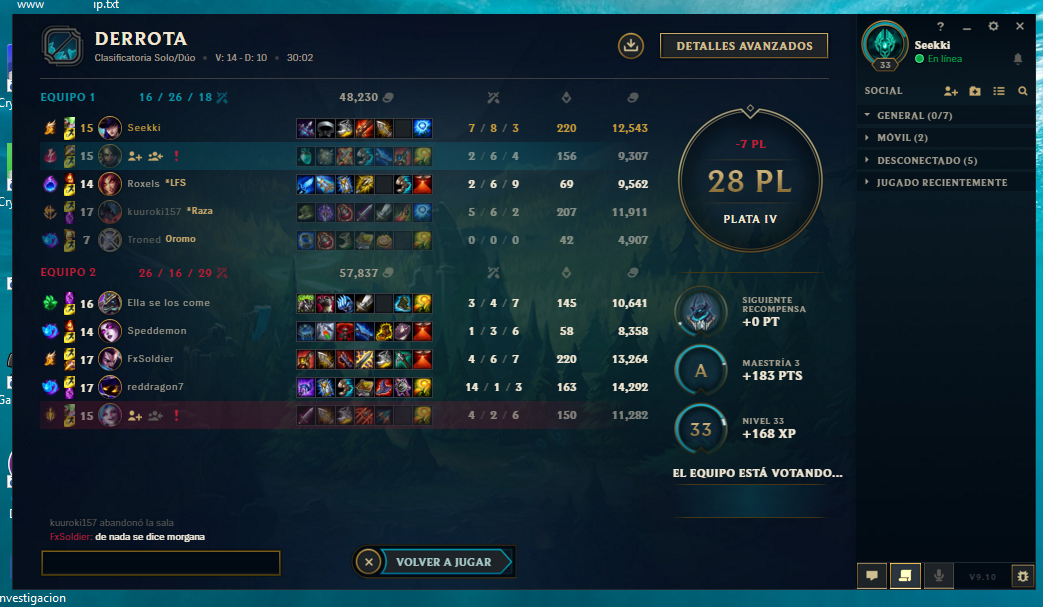 www ip.txt
DERROTA
Clasificatoria Solo/Dúo • V: 14 - D: 10 • 30:02
DETALLES AVANZADOS
EQUIPO 1 16 / 26 / 18 48,230
15 Seekki 7 / 8 / 3 220 12,543
15 ! 2 / 6 / 4 156 9,307
14 Roxels *LFS 2 / 6 / 9 69 9,562
17 kuuroki157 *Raza 5 / 6 / 2 207 11,911
7 Troned Oromo 0 / 0 / 0 42 4,907
EQUIPO 2 26 / 16 / 29 57,837
16 Ella se los come 3 / 4 / 7 145 10,641
14 Speddemon 1 / 3 / 6 58 8,358
17 FxSoldier 4 / 6 / 7 220 13,264
17 reddragon7 14 / 1 / 3 163 14,292
15 ! 4 / 2 / 6 150 11,282
kuuroki157 abandonó la sala
FxSoldier: de nada se dice morgana
VOLVER A JUGAR
-7 PL
28 PL
PLATA IV
SIGUIENTE
RECOMPENSA
+0 PT
A
MAESTRÍA 3
+183 PTS
33
NIVEL 33
+168 XP
EL EQUIPO ESTÁ VOTANDO...
?
33
Seekki
En línea
SOCIAL
GENERAL (0/7)
MÓVIL (2)
DESCONECTADO (5)
JUGADO RECIENTEMENTE
V9.10
Cry
Cry
Ga
nvestigacion